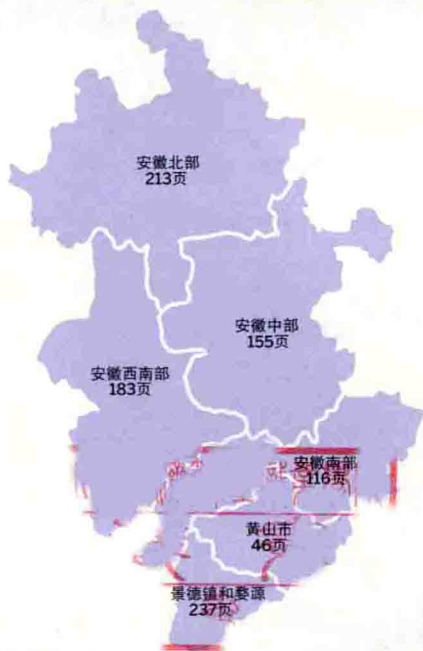 安徽北部
213页
安徽中部
155页
安徽西南部
183页
安徽南部
116页
黄山市
46页
景德镇和婺源
237页